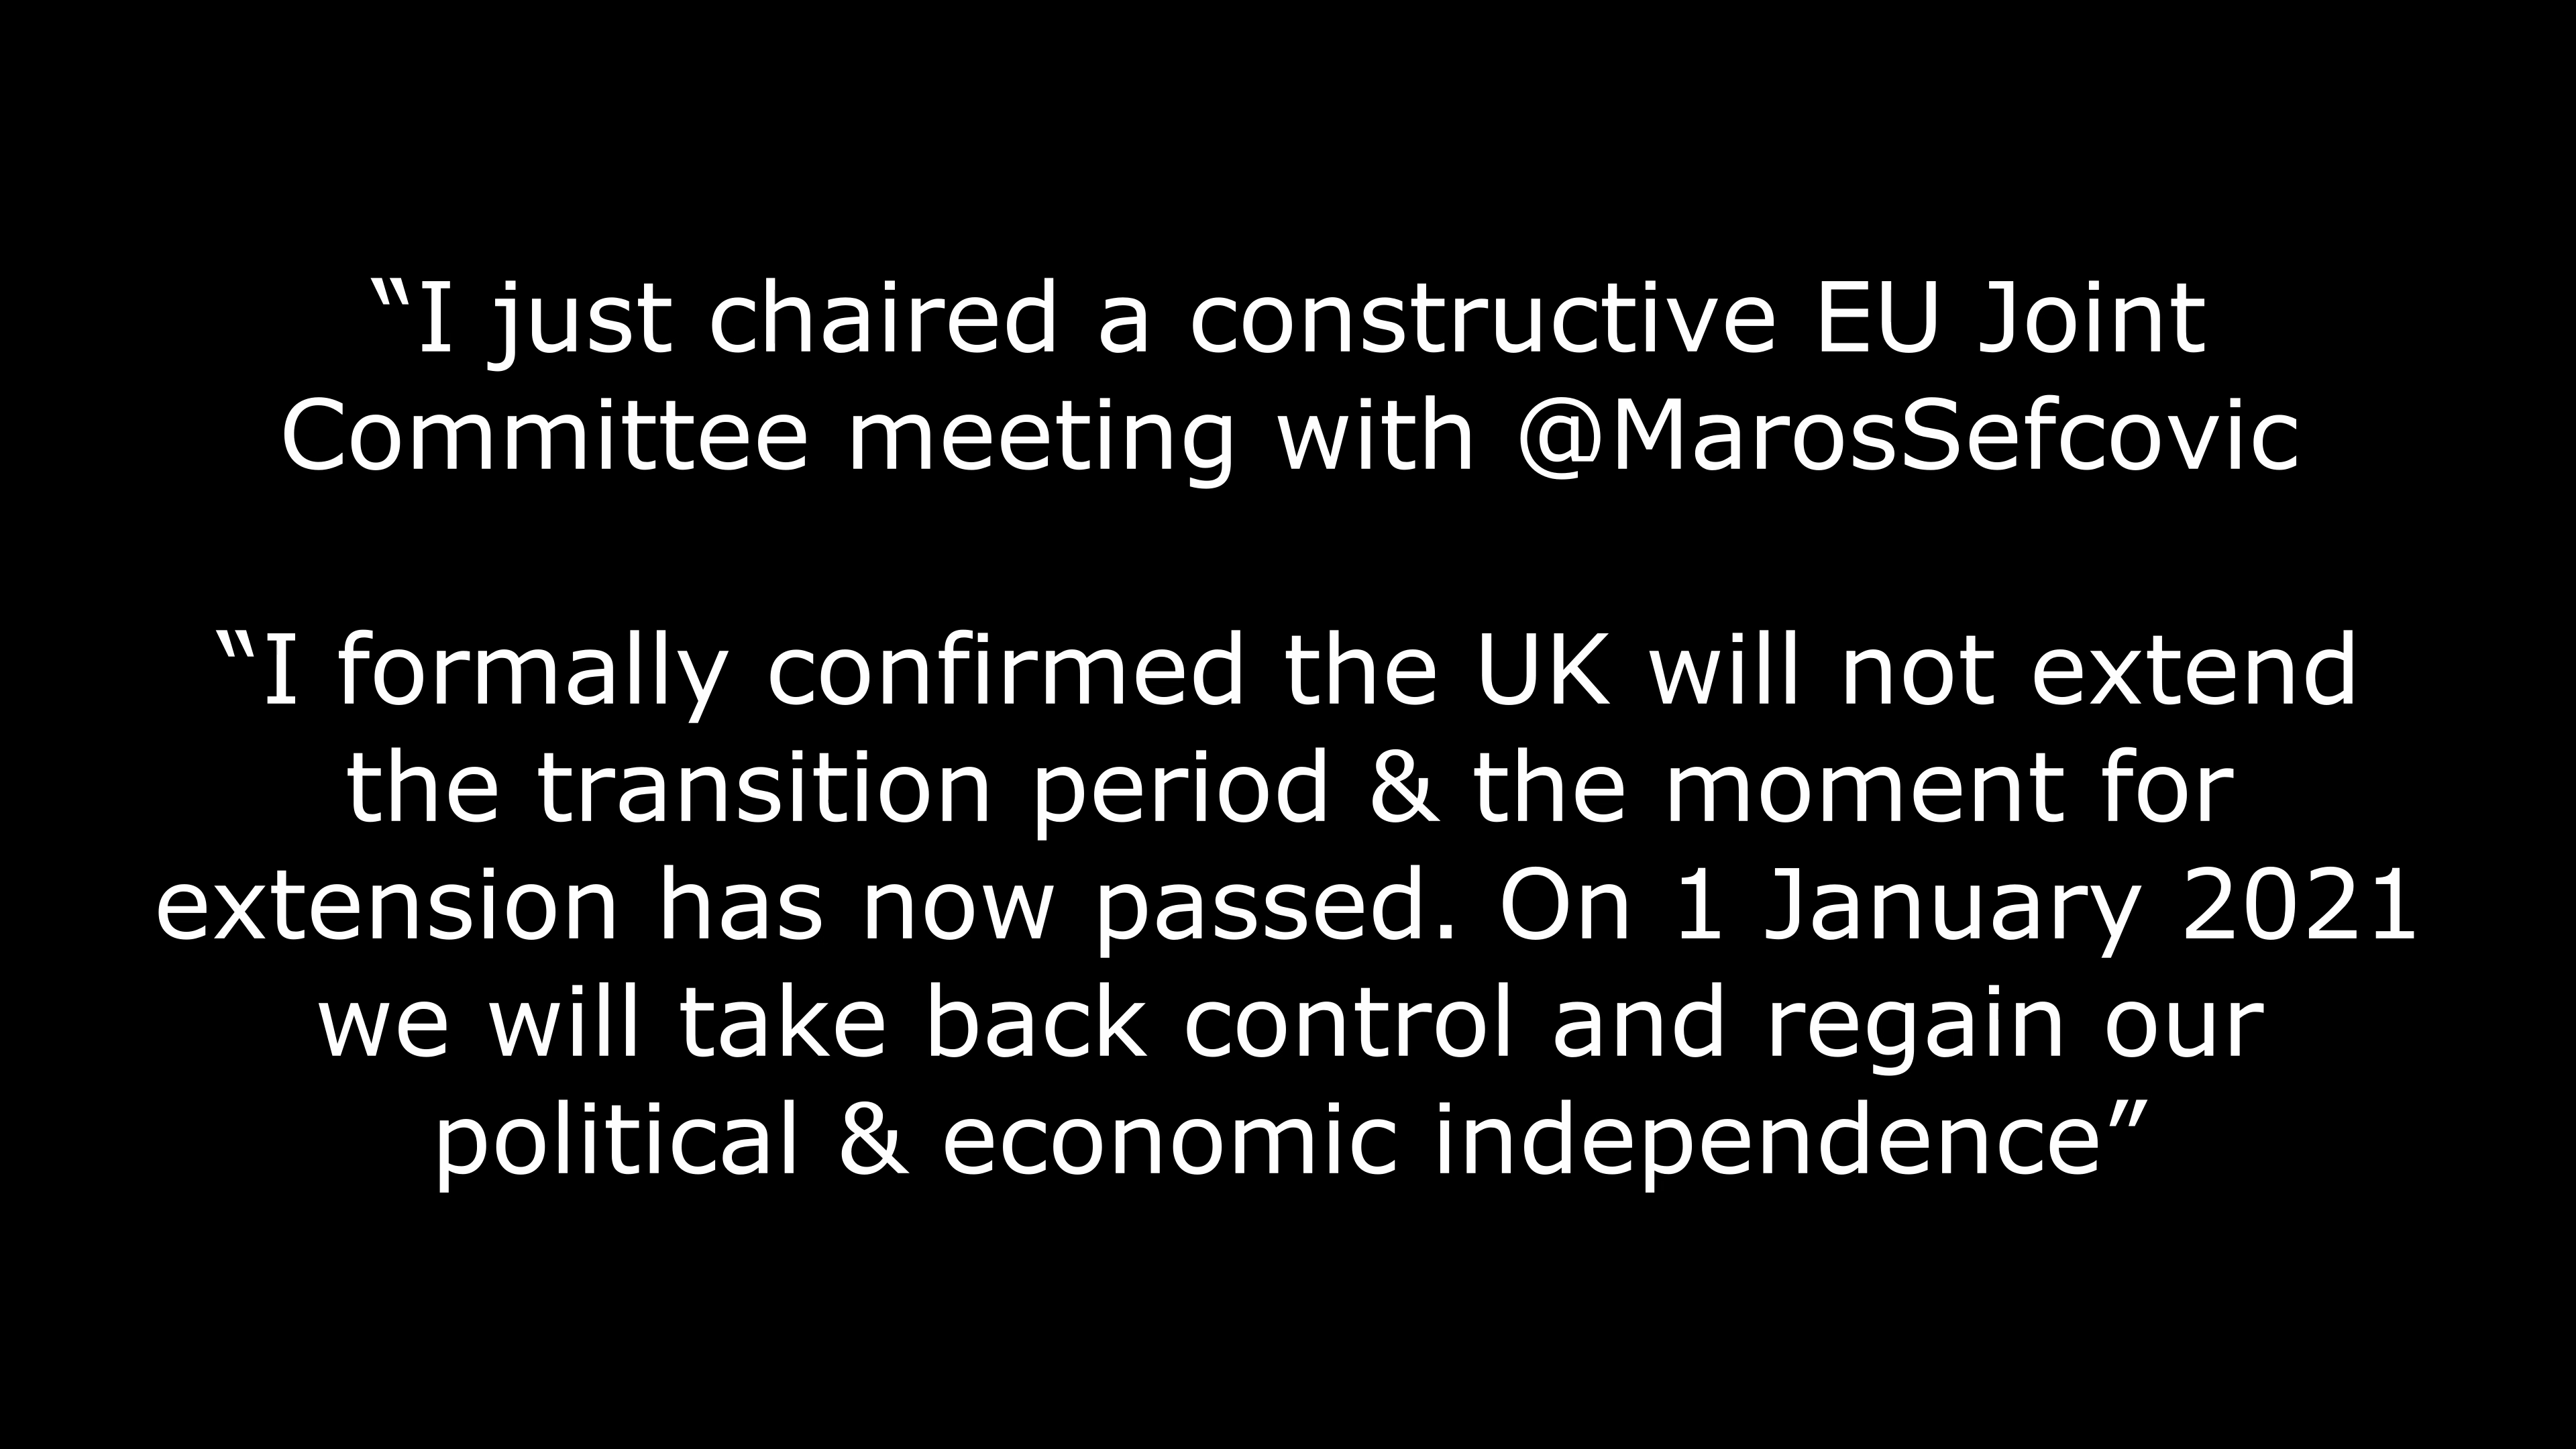 “I just chaired a constructive EU Joint
Committee meeting with @MarosSefcovic
“I formally confirmed the UK will not extend
the transition period & the moment for
extension has now passed. On 1 January 2021
we will take back control and regain our
political & economic independence”